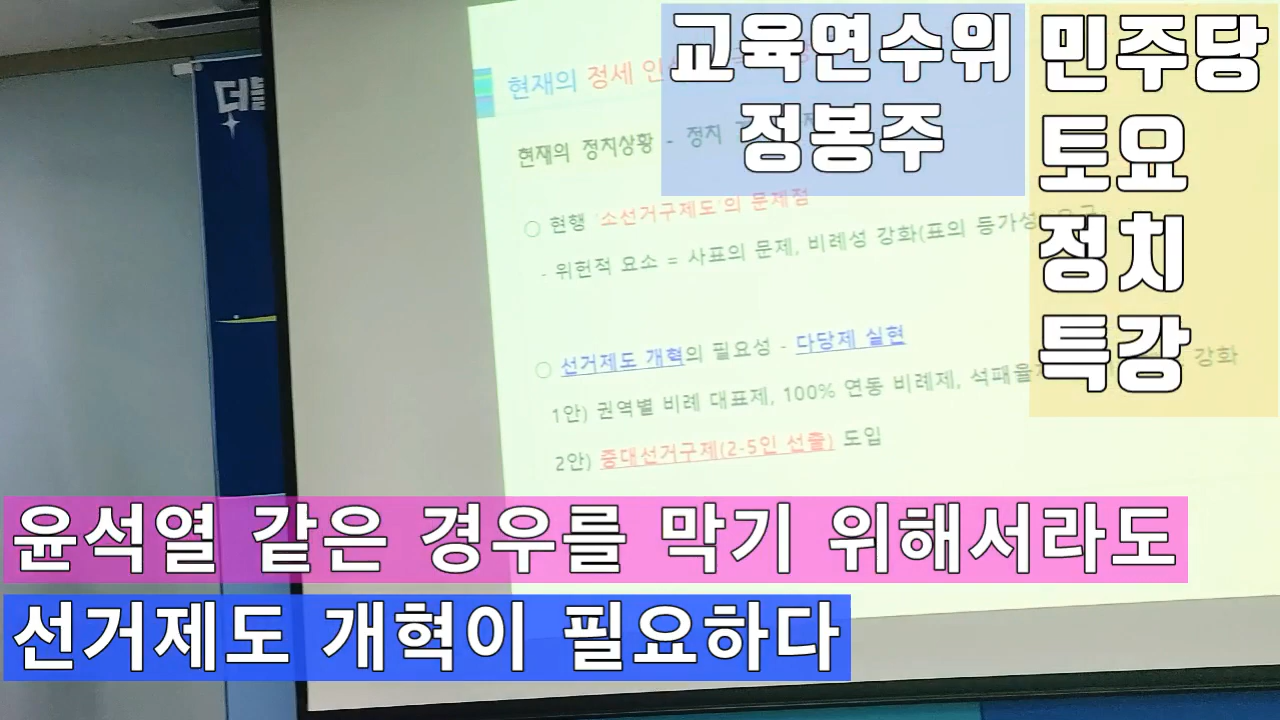 교육연수위
정봉주
민주당
토요
정치
특강
더불
현재의 정세 인
현재의 정치상황 - 정치
○ 현행 '소선거구제도'의 문제점
- 위헌적 요소 = 사표의 문제, 비례성 강화(표의 등가성
○ 선거제도 개혁의 필요성 - 다당제 실현
1안) 권역별 비례 대표제, 100% 연동 비례제, 석패율 강화
2안) 중대선거구제(2-5인 선출) 도입
윤석열 같은 경우를 막기 위해서라도
선거제도 개혁이 필요하다